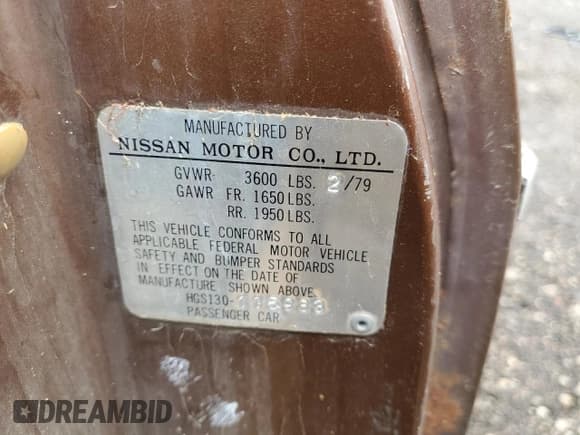 MANUFACTURED BY
NISSAN MOTOR CO., LTD.
GVWR 3600 LBS. 2/79
GAWR FR. 1650 LBS.
RR. 1950 LBS.
THIS VEHICLE CONFORMS TO ALL
APPLICABLE FEDERAL MOTOR VEHICLE
SAFETY AND BUMPER STANDARDS
IN EFFECT ON THE DATE OF
MANUFACTURE SHOWN ABOVE
HGS130-
PASSENGER CAR
DREAMBID